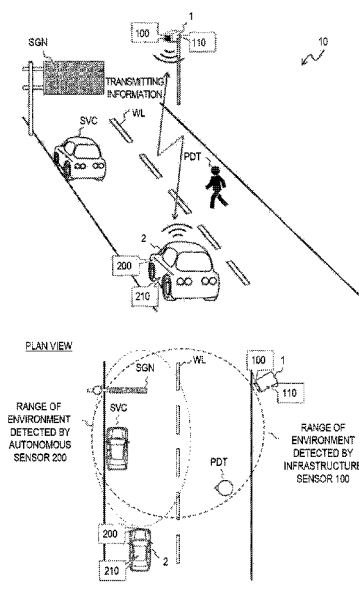 1
100
110
10
SGN
TRANSMITTING
INFORMATION
SVC
WL
PDT
2
200
210
PLAN VIEW
SGN
WL
100
1
110
RANGE OF
ENVIRONMENT
DETECTED BY
AUTONOMOUS
SENSOR 200
SVC
RANGE OF
ENVIRONMENT
DETECTED BY
INFRASTRUCTURE
SENSOR 100
PDT
200
210
2